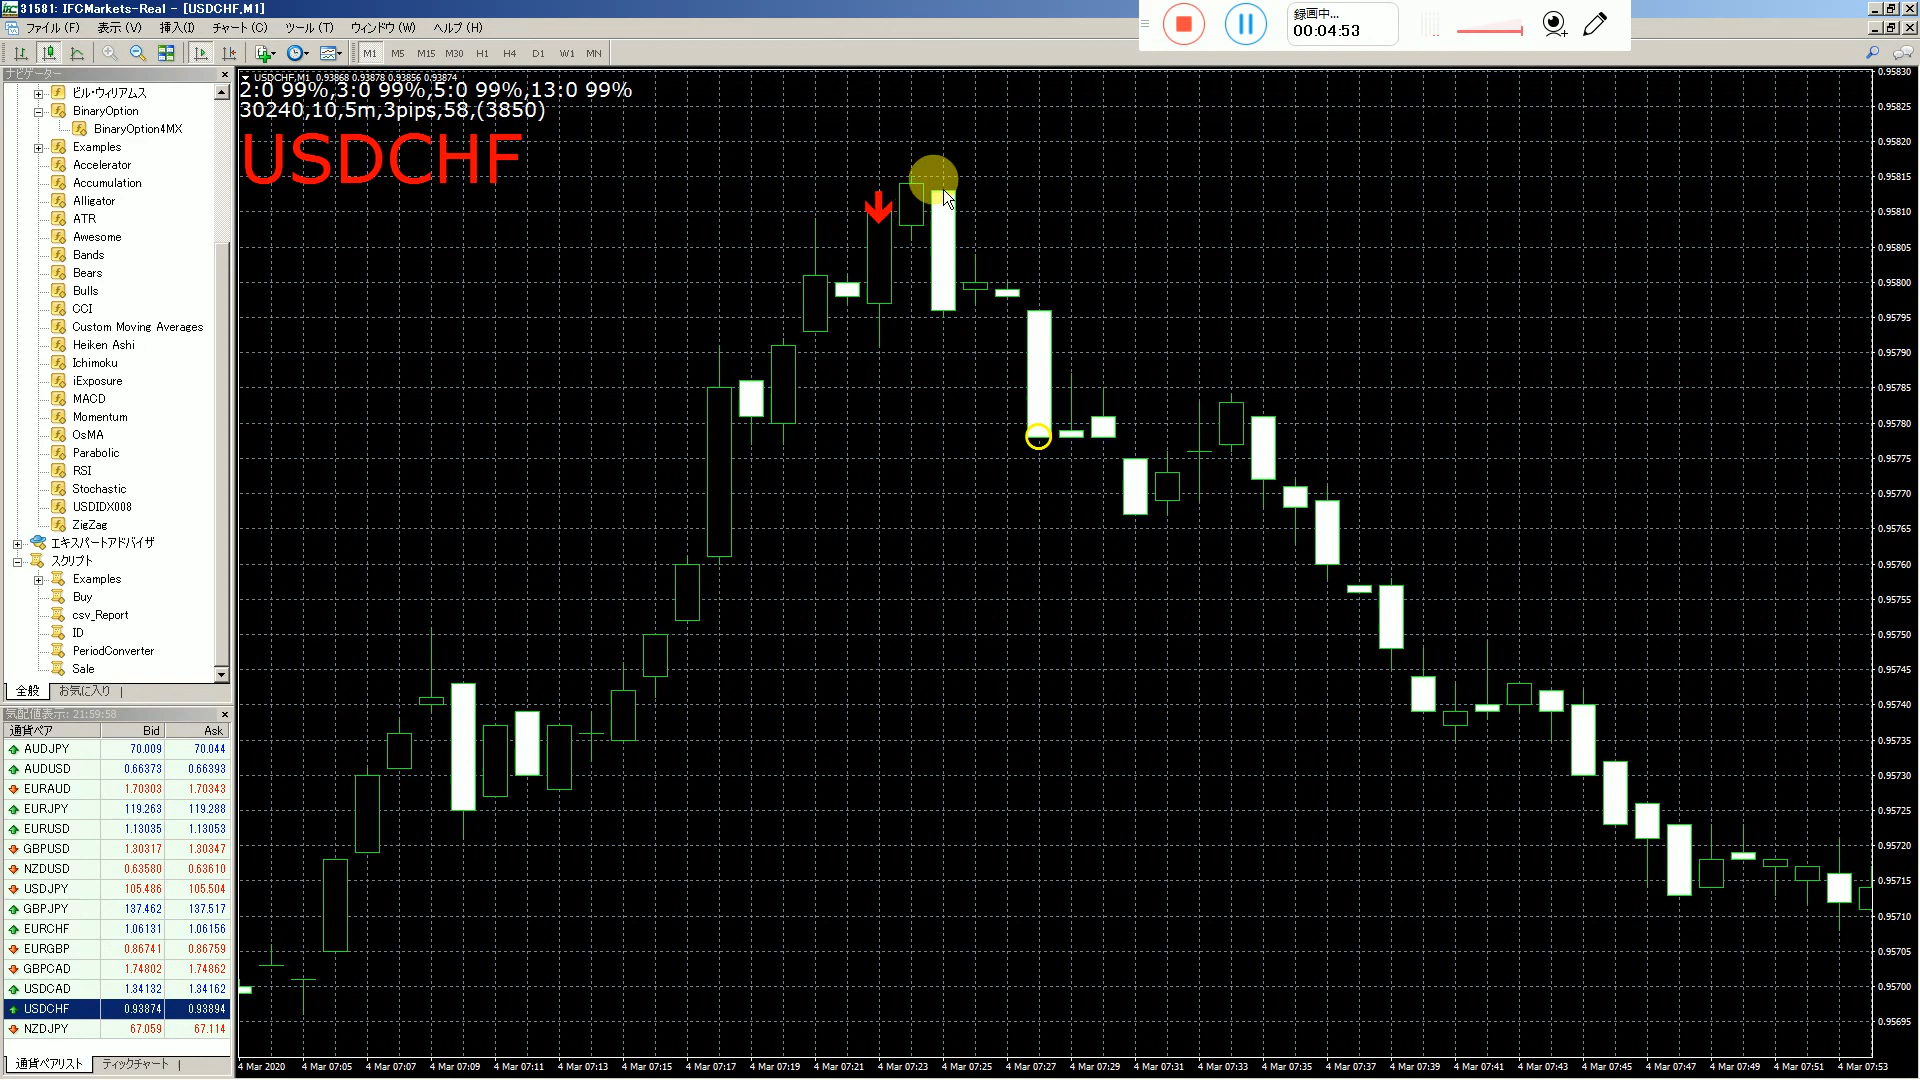 31581: IFCMarkets-Real - [USDCHF,M1]
ファイル (F) 表示 (V) 挿入(I) チャート (C) ツール (T) ウィンドウ (W) ヘルプ (H)
録画中...
00:04:53
M1 M5 M15 M30 H1 H4 D1 W1 MN
ナビゲーター
ビル・ウィリアムス
BinaryOption
BinaryOption4MX
Examples
Accelerator
Accumulation
Alligator
ATR
Awesome
Bands
Bears
Bulls
CCI
Custom Moving Averages
Heiken Ashi
Ichimoku
iExposure
MACD
Momentum
OsMA
Parabolic
RSI
Stochastic
USDIDX008
ZigZag
エキスパートアドバイザ
スクリプト
Examples
Buy
csv_Report
ID
PeriodConverter
Sale
全般 お気に入り
気配値表示: 21:59:58
通貨ペア Bid Ask
AUDJPY 70.009 70.044
AUDUSD 0.66373 0.66393
EURAUD 1.70303 1.70343
EURJPY 119.263 119.288
EURUSD 1.13035 1.13053
GBPUSD 1.30317 1.30347
NZDUSD 0.63580 0.63610
USDJPY 105.486 105.504
GBPJPY 137.462 137.517
EURCHF 1.06131 1.06156
EURGBP 0.86741 0.86759
GBPCAD 1.74802 1.74862
USDCAD 1.34132 1.34162
USDCHF 0.93874 0.93894
NZDJPY 67.059 67.114
通貨ペアリスト ティックチャート
USDCHF,M1 0.93868 0.93878 0.93856 0.93874
2:0 99%,3:0 99%,5:0 99%,13:0 99%
30240,10,5m,3pips,58,(3850)
USDCHF
0.95830
0.95825
0.95820
0.95815
0.95810
0.95805
0.95800
0.95795
0.95790
0.95785
0.95780
0.95775
0.95770
0.95765
0.95760
0.95755
0.95750
0.95745
0.95740
0.95735
0.95730
0.95725
0.95720
0.95715
0.95710
0.95705
0.95700
0.95695
4 Mar 2020 4 Mar 07:05 4 Mar 07:07 4 Mar 07:09 4 Mar 07:11 4 Mar 07:13 4 Mar 07:15 4 Mar 07:17 4 Mar 07:19 4 Mar 07:21 4 Mar 07:23 4 Mar 07:25 4 Mar 07:27 4 Mar 07:29 4 Mar 07:31 4 Mar 07:33 4 Mar 07:35 4 Mar 07:37 4 Mar 07:39 4 Mar 07:41 4 Mar 07:43 4 Mar 07:45 4 Mar 07:47 4 Mar 07:49 4 Mar 07:51 4 Mar 07:53